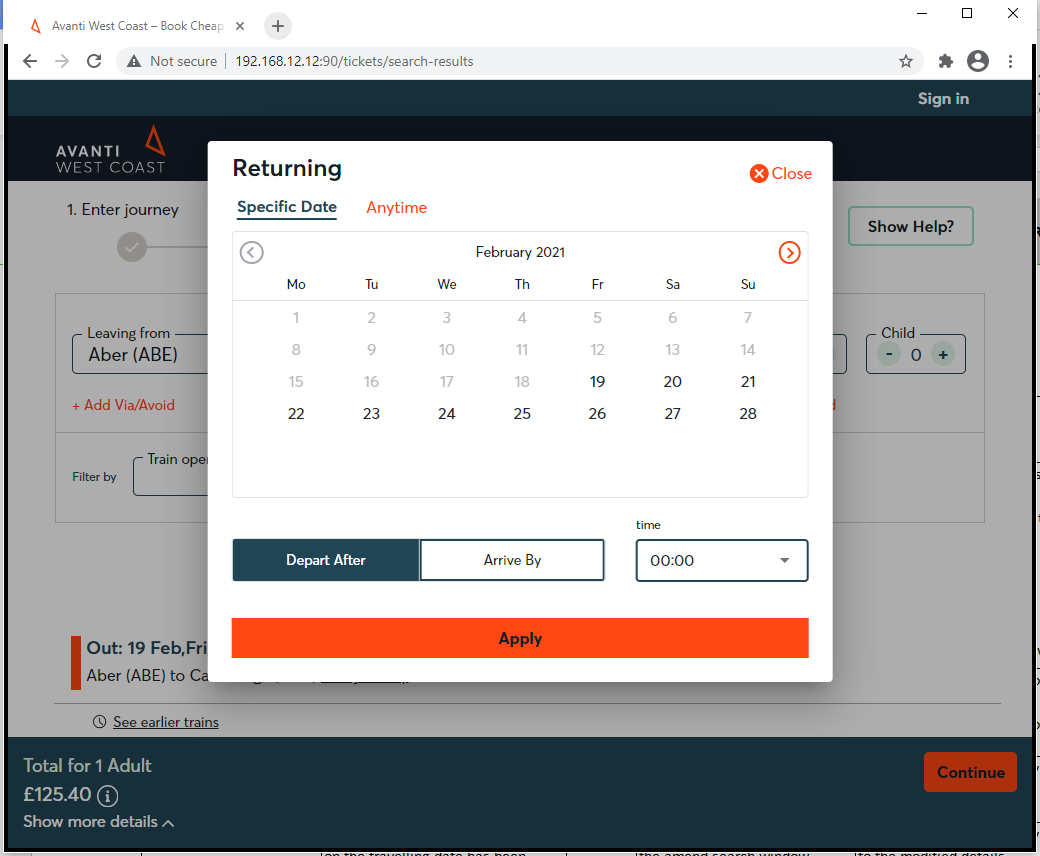 Avanti West Coast – Book Cheap
Not secure
192.168.12.12:90/tickets/search-results
Sign in
AVANTI
WEST COAST
Returning
Close
Specific Date
Anytime
1. Enter journey
Show Help?
February 2021
Mo Tu We Th Fr Sa Su
1 2 3 4 5 6 7
8 9 10 11 12 13 14
15 16 17 18 19 20 21
22 23 24 25 26 27 28
Leaving from
Aber (ABE)
Child
- 0 +
+ Add Via/Avoid
Filter by
Train oper
time
Depart After
Arrive By
00:00
Apply
Out: 19 Feb,Fri
Aber (ABE) to Ca
See earlier trains
Total for 1 Adult
£125.40
Show more details
Continue